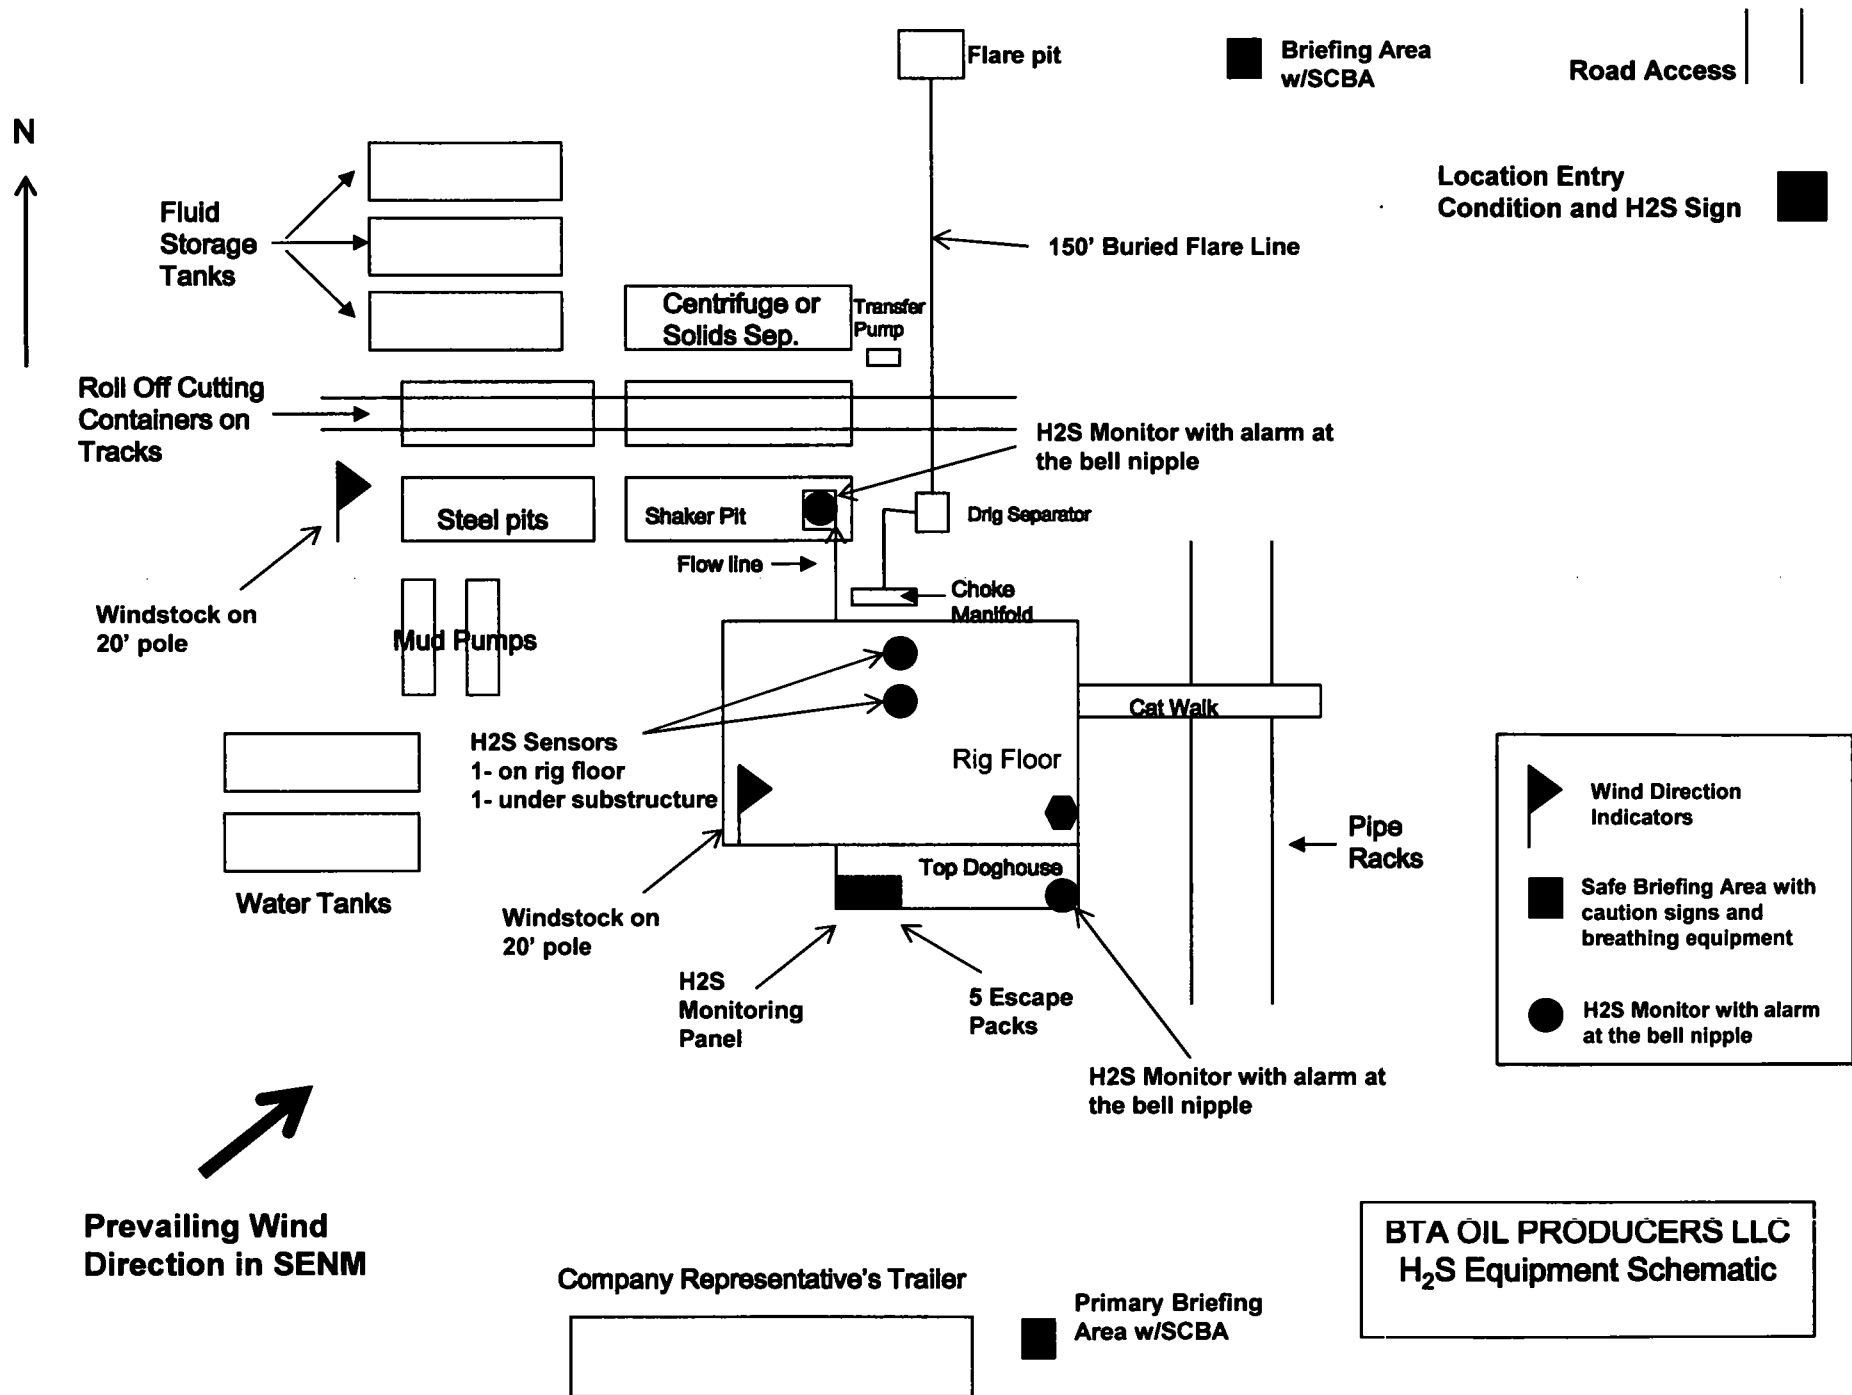 Flare pit
Briefing Area
w/SCBA
Road Access
N
Location Entry
Condition and H2S Sign
Fluid
Storage
Tanks
150' Buried Flare Line
Centrifuge or
Solids Sep.
Transfer
Pump
Roll Off Cutting
Containers on
Tracks
H2S Monitor with alarm at
the bell nipple
Steel pits
Shaker Pit
Drlg Separator
Flow line
Choke
Manifold
Windstock on
20' pole
Mud Pumps
Cat Walk
H2S Sensors
1- on rig floor
1- under substructure
Rig Floor
Wind Direction
Indicators
Pipe
Racks
Top Doghouse
Safe Briefing Area with
caution signs and
breathing equipment
Water Tanks
Windstock on
20' pole
H2S
Monitoring
Panel
5 Escape
Packs
H2S Monitor with alarm
at the bell nipple
H2S Monitor with alarm at
the bell nipple
Prevailing Wind
Direction in SENM
BTA OIL PRODUCERS LLC
H₂S Equipment Schematic
Company Representative's Trailer
Primary Briefing
Area w/SCBA